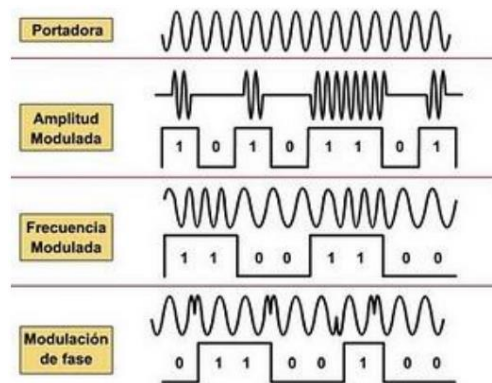 Portadora
Amplitud
Modulada
1 0 1 0 1 1 0 1
Frecuencia
Modulada
1 1 0 0 1 1 0 0
Modulación
de fase
0 1 1 0 0 1 0 0